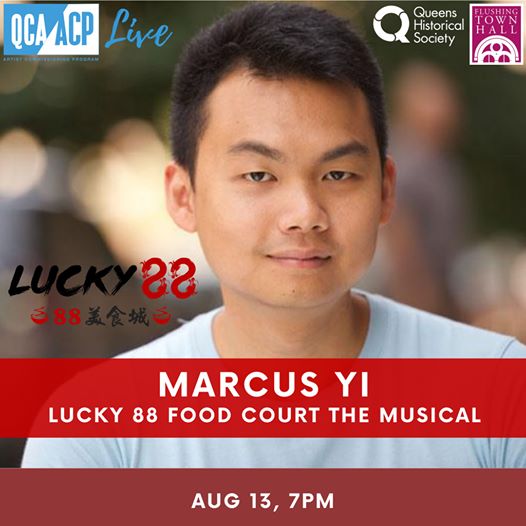 QCA ACP Live
ARTIST COMMISSIONING PROGRAM
Queens
Historical
Society
FLUSHING
TOWN
HALL
LUCKY 88
88美食城
MARCUS YI
LUCKY 88 FOOD COURT THE MUSICAL
AUG 13, 7PM